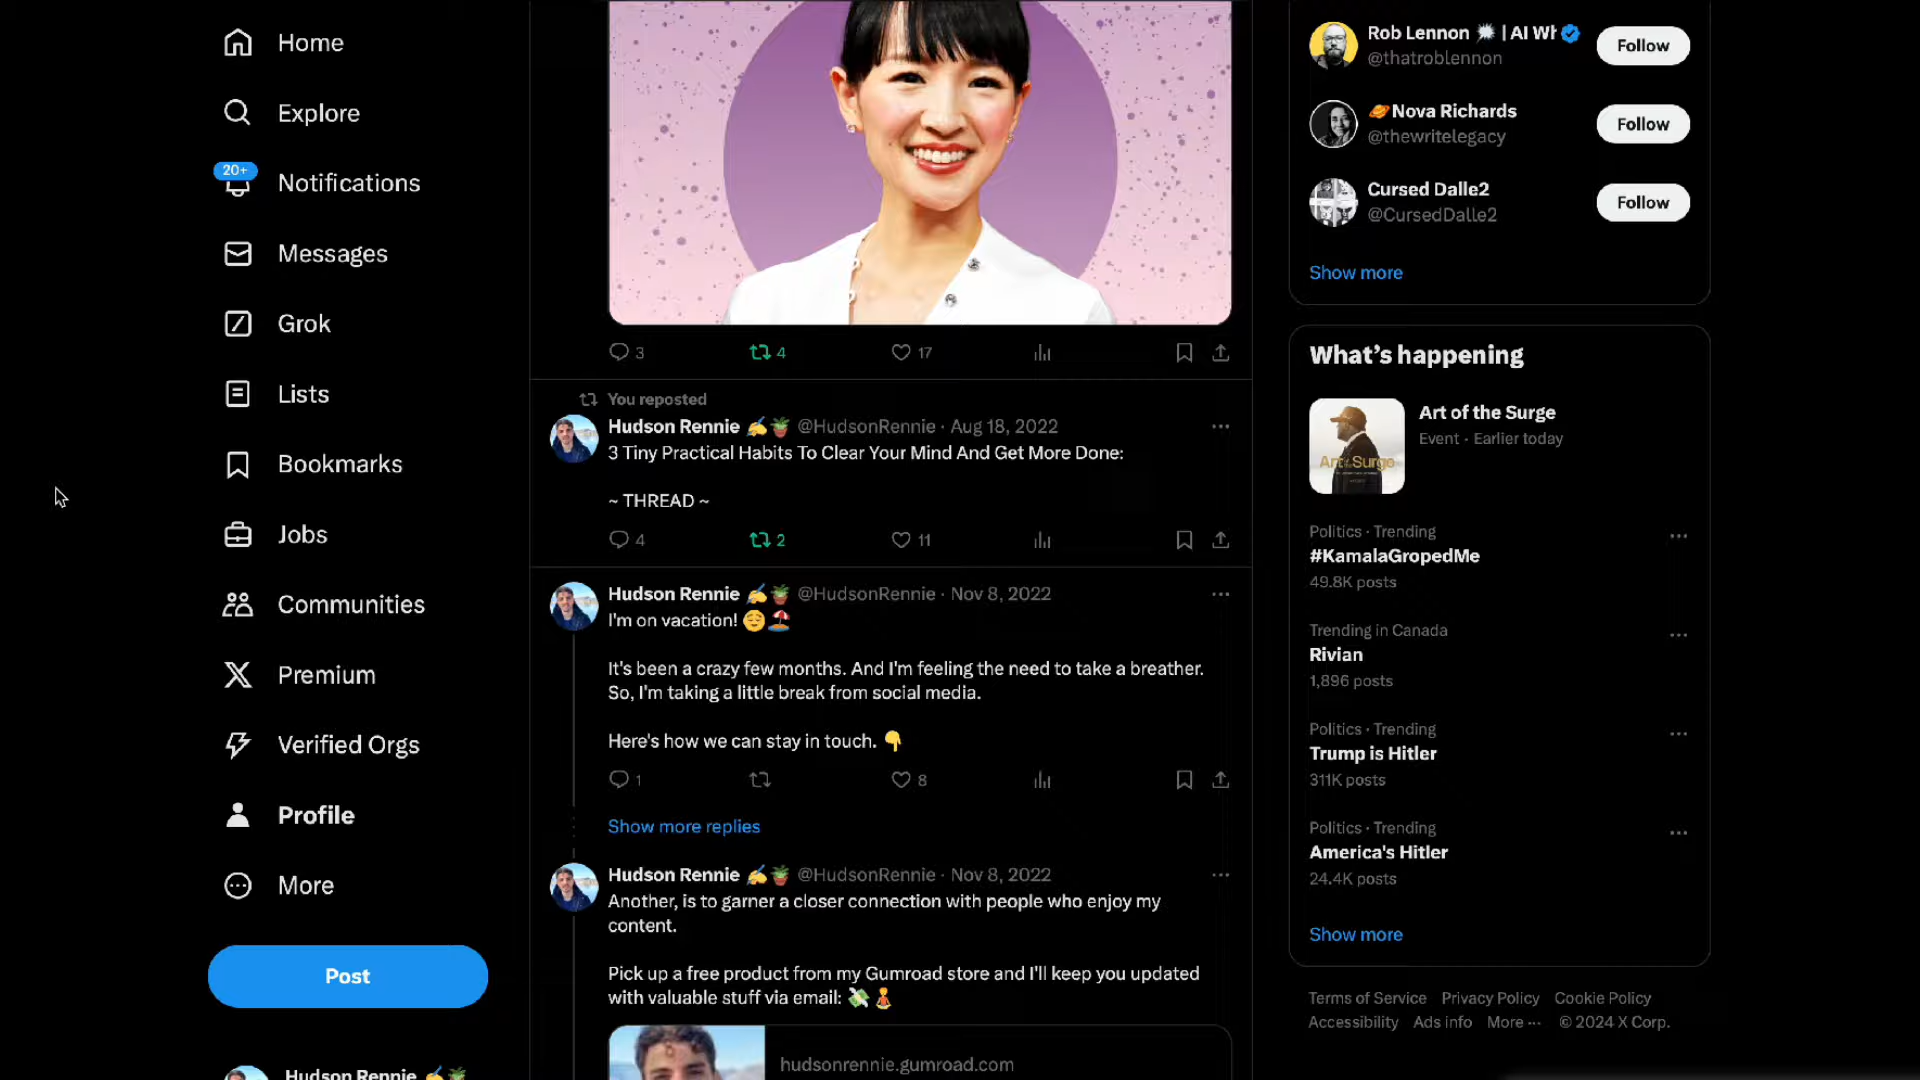 Home
Explore
20+
Notifications
Messages
Grok
Lists
Bookmarks
Jobs
Communities
Premium
Verified Orgs
Profile
More
Post
Hudson Rennie
3
4
17
You reposted
Hudson Rennie @HudsonRennie · Aug 18, 2022
3 Tiny Practical Habits To Clear Your Mind And Get More Done:
~ THREAD ~
4
2
11
Hudson Rennie @HudsonRennie · Nov 8, 2022
I'm on vacation!
It's been a crazy few months. And I'm feeling the need to take a breather.
So, I'm taking a little break from social media.
Here's how we can stay in touch.
1
8
Show more replies
Hudson Rennie @HudsonRennie · Nov 8, 2022
Another, is to garner a closer connection with people who enjoy my
content.
Pick up a free product from my Gumroad store and I'll keep you updated
with valuable stuff via email:
hudsonrennie.gumroad.com
Rob Lennon | AI Wh
@thatroblennon
Follow
Nova Richards
@thewritelegacy
Follow
Cursed Dalle2
@CursedDalle2
Follow
Show more
What's happening
Art of the Surge
Art of the Surge
Event · Earlier today
Politics · Trending
#KamalaGropedMe
49.8K posts
Trending in Canada
Rivian
1,896 posts
Politics · Trending
Trump is Hitler
311K posts
Politics · Trending
America's Hitler
24.4K posts
Show more
Terms of Service Privacy Policy Cookie Policy
Accessibility Ads info More ··· © 2024 X Corp.